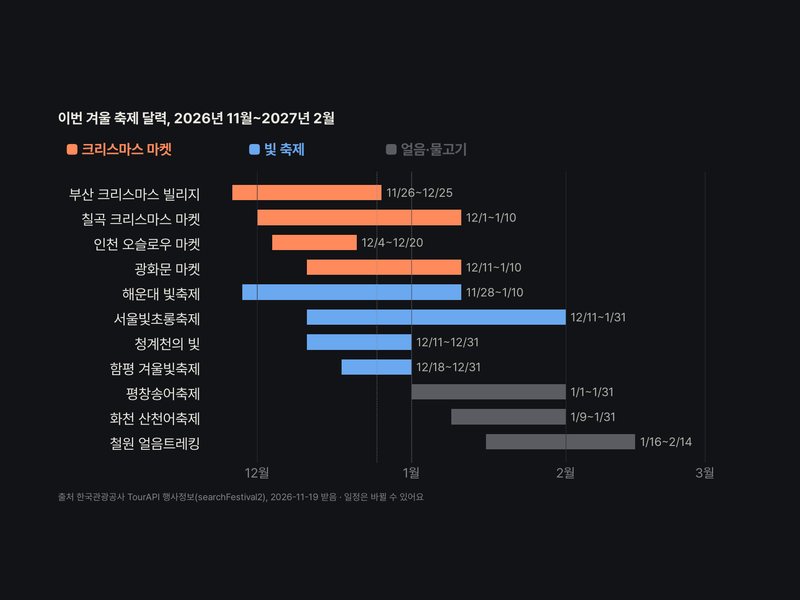 이번 겨울 축제 달력, 2026년 11월~2027년 2월
크리스마스 마켓 빛 축제 얼음·물고기
부산 크리스마스 빌리지 11/26~12/25
칠곡 크리스마스 마켓 12/1~1/10
인천 오슬로우 마켓 12/4~12/20
광화문 마켓 12/11~1/10
해운대 빛축제 11/28~1/10
서울빛초롱축제 12/11~1/31
청계천의 빛 12/11~12/31
함평 겨울빛축제 12/18~12/31
평창송어축제 1/1~1/31
화천 산천어축제 1/9~1/31
철원 얼음트레킹 1/16~2/14
12월 1월 2월 3월
출처 한국관광공사 TourAPI 행사정보(searchFestival2), 2026-11-19 받음 · 일정은 바뀔 수 있어요